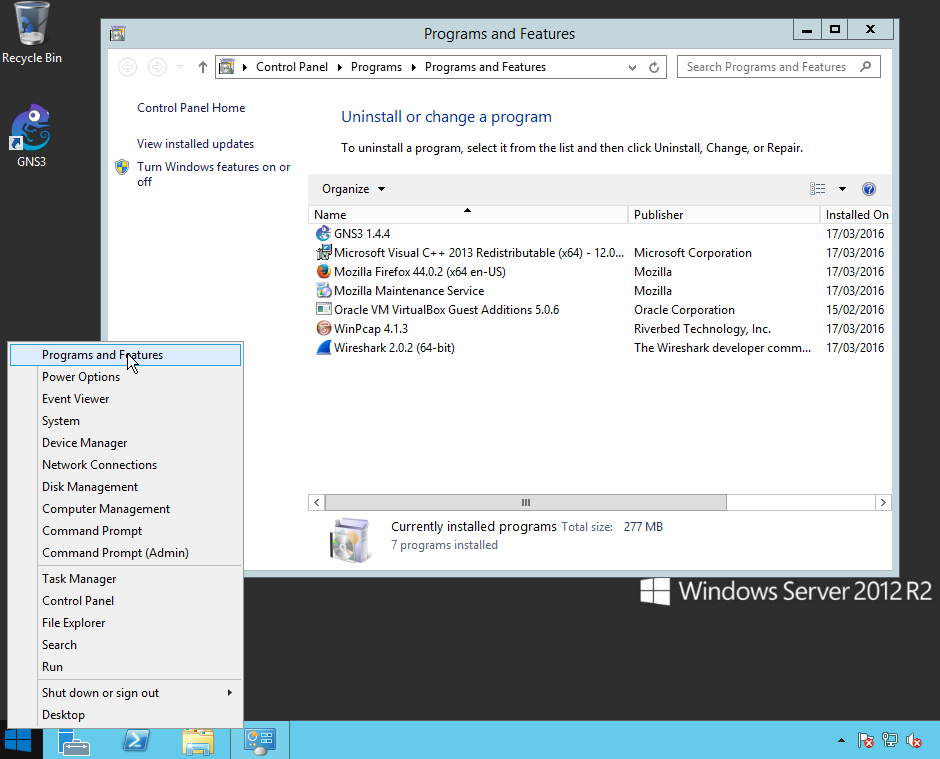 Recycle Bin
GNS3
Programs and Features
Control Panel Programs Programs and Features
Search Programs and Features
Control Panel Home
View installed updates
Turn Windows features on or
off
Uninstall or change a program
To uninstall a program, select it from the list and then click Uninstall, Change, or Repair.
Organize
Name Publisher Installed On
GNS3 1.4.4 17/03/2016
Microsoft Visual C++ 2013 Redistributable (x64) - 12.0... Microsoft Corporation 17/03/2016
Mozilla Firefox 44.0.2 (x64 en-US) Mozilla 17/03/2016
Mozilla Maintenance Service Mozilla 17/03/2016
Oracle VM VirtualBox Guest Additions 5.0.6 Oracle Corporation 15/02/2016
WinPcap 4.1.3 Riverbed Technology, Inc. 17/03/2016
Wireshark 2.0.2 (64-bit) The Wireshark developer comm... 17/03/2016
Currently installed programs Total size: 277 MB
7 programs installed
Programs and Features
Power Options
Event Viewer
System
Device Manager
Network Connections
Disk Management
Computer Management
Command Prompt
Command Prompt (Admin)
Task Manager
Control Panel
File Explorer
Search
Run
Shut down or sign out
Desktop
Windows Server 2012 R2